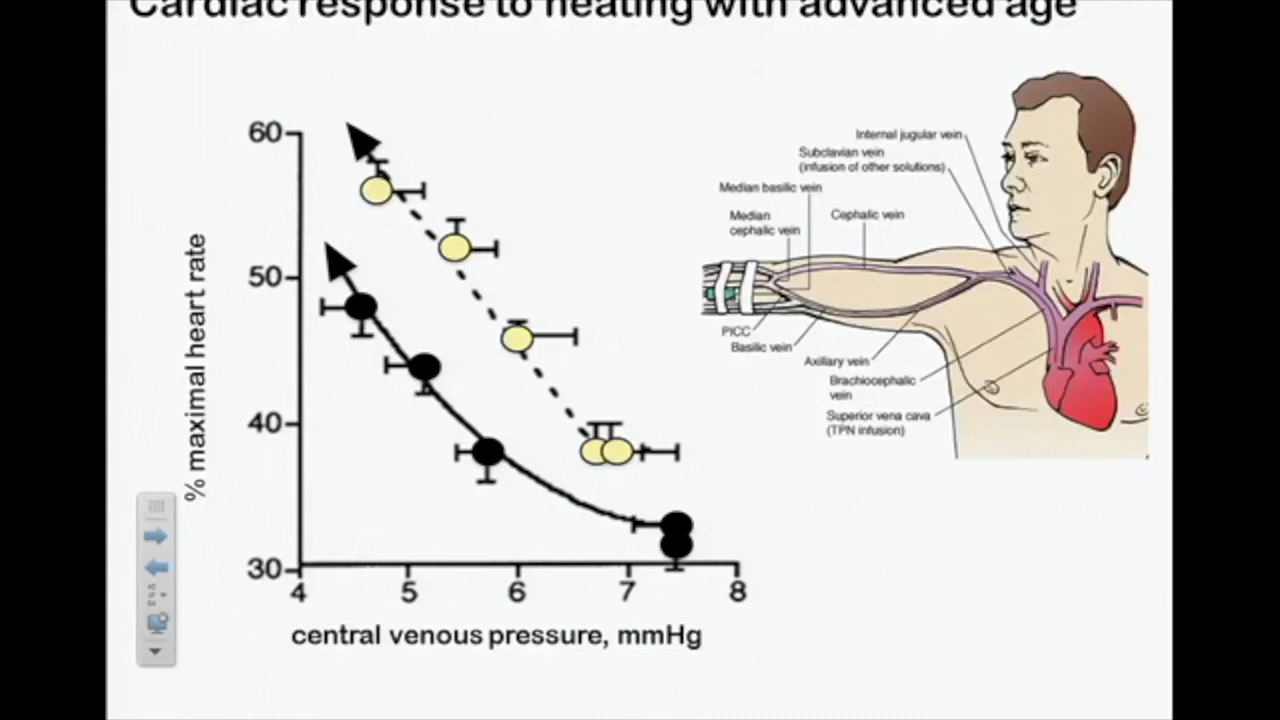 Cardiac response to heating with advanced age
60
50
40
30
4 5 6 7 8
% maximal heart rate
central venous pressure, mmHg
Internal jugular vein
Subclavian vein
(infusion of other solutions)
Median basilic vein
Median
cephalic vein
Cephalic vein
PICC
Basilic vein
Axillary vein
Brachiocephalic
vein
Superior vena cava
(TPN infusion)